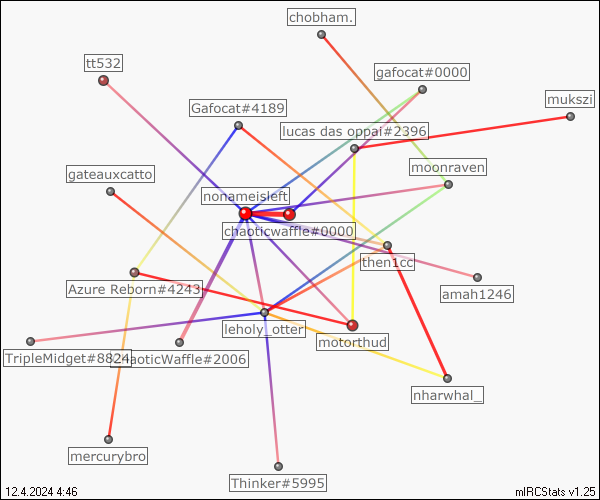 chobham.
tt532
gafocat#0000
mukszi
Gafocat#4189
lucas das oppai#2396
moonraven
gateauxcatto
nonameisleft
chaoticwaffle#0000
then1cc
Azure Reborn#4243
amah1246
leholy_otter
motorthud
TripleMidget#8824
ChaoticWaffle#2006
nharwhal_
mercurybro
Thinker#5995
12.4.2024 4:46
mIRCStats v1.25